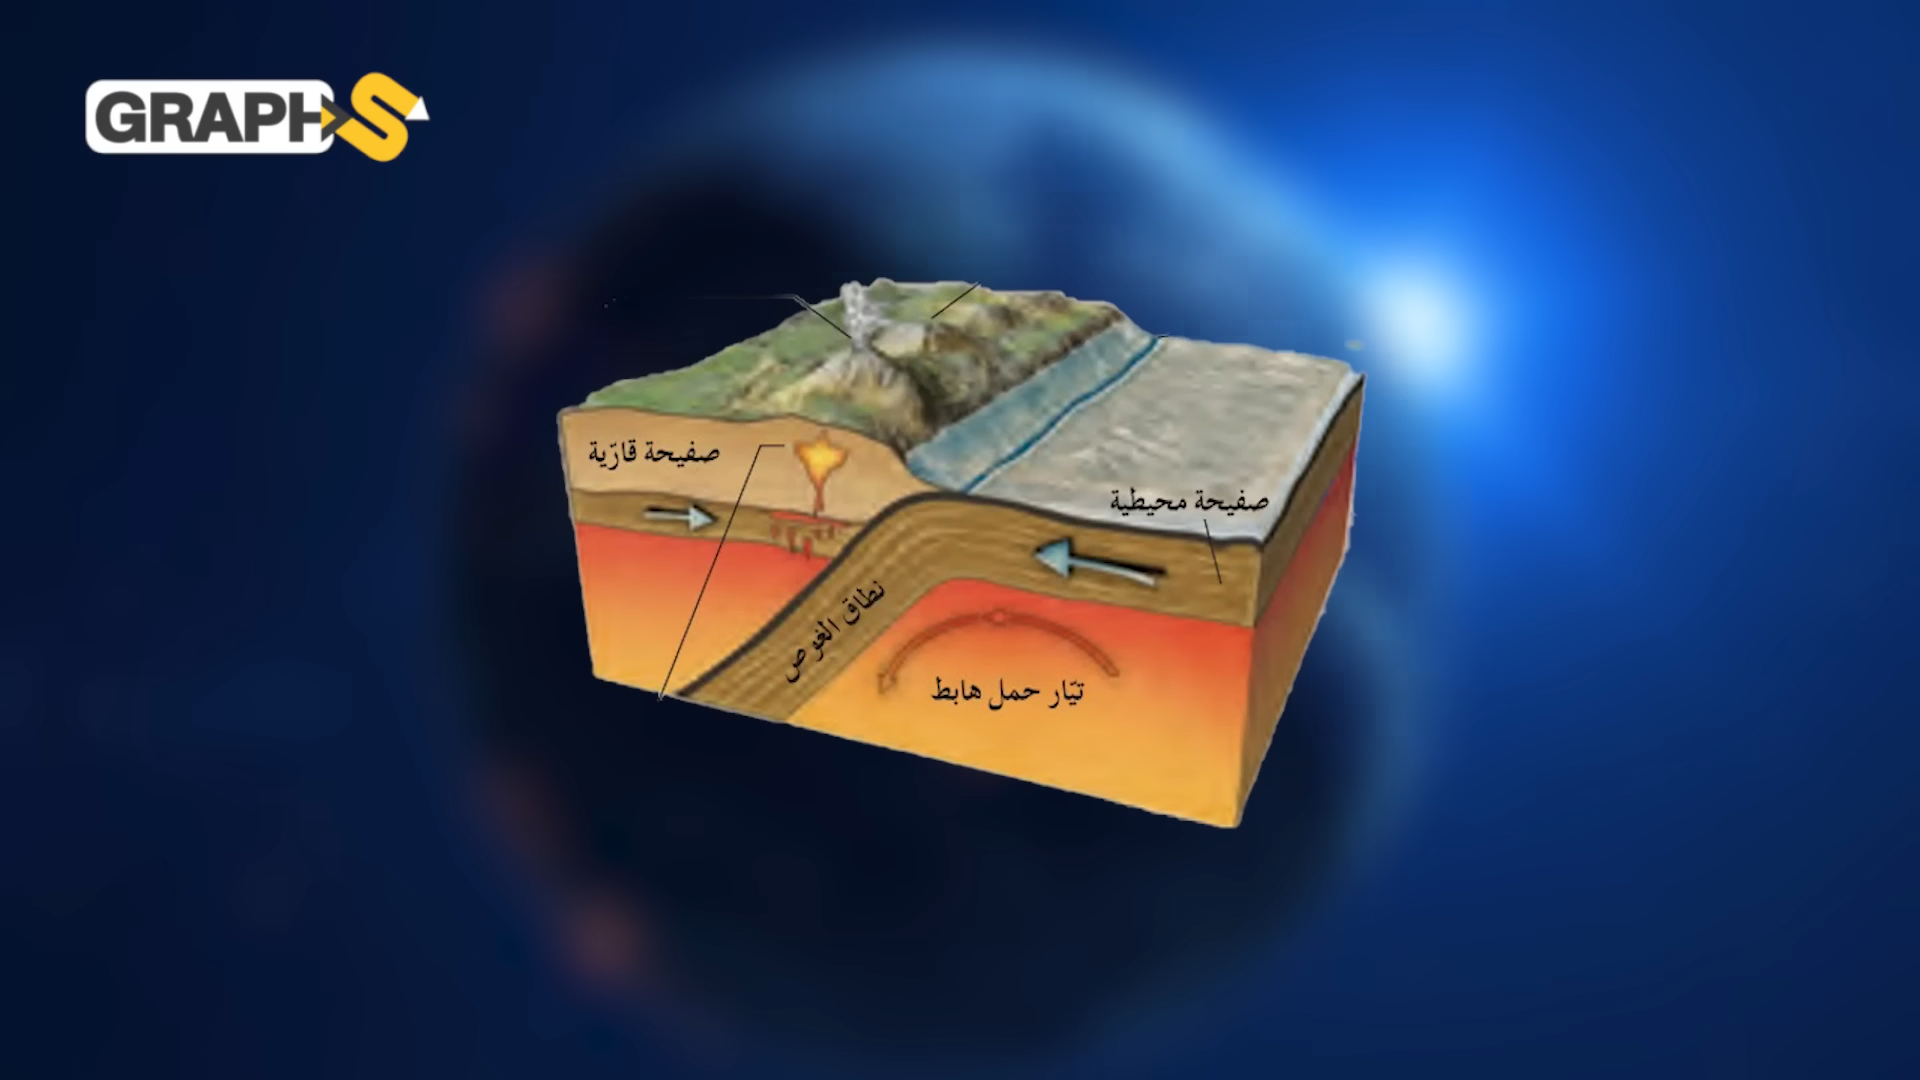 GRAPHS
صفيحة قارّية
صفيحة محيطية
نطاق الغوص
تيّار حمل هابط